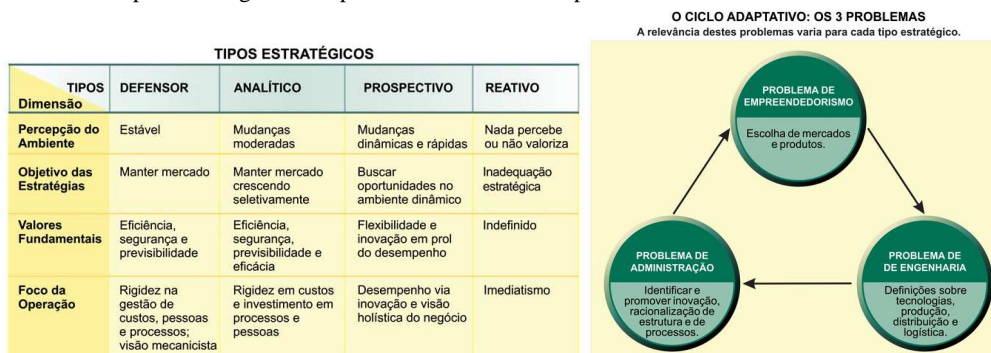 TIPOS ESTRATÉGICOS
TIPOS
Dimensão
DEFENSOR
ANALÍTICO
PROSPECTIVO
REATIVO
Percepção do
Ambiente
Estável
Mudanças
moderadas
Mudanças
dinâmicas e rápidas
Nada percebe
ou não valoriza
Objetivo das
Estratégias
Manter mercado
Manter mercado
crescendo
seletivamente
Buscar
oportunidades no
ambiente dinâmico
Inadequação
estratégica
Valores
Fundamentais
Eficiência,
segurança e
previsibilidade
Eficiência,
segurança,
previsibilidade e
eficácia
Flexibilidade e
inovação em prol
do desempenho
Indefinido
Foco da
Operação
Rigidez na
gestão de
custos, pessoas
e processos;
visão mecanicista
Rigidez em custos
e investimento em
processos e
pessoas
Desempenho via
inovação e visão
holística do negócio
Imediatismo
O CICLO ADAPTATIVO: OS 3 PROBLEMAS
A relevância destes problemas varia para cada tipo estratégico.
PROBLEMA DE
EMPREENDEDORISMO
Escolha de mercados
e produtos.
PROBLEMA DE
ADMINISTRAÇÃO
Identificar e
promover inovação,
racionalização de
estrutura e de
processos.
PROBLEMA DE
DE ENGENHARIA
Definições sobre
tecnologias,
produção,
distribuição e
logística.